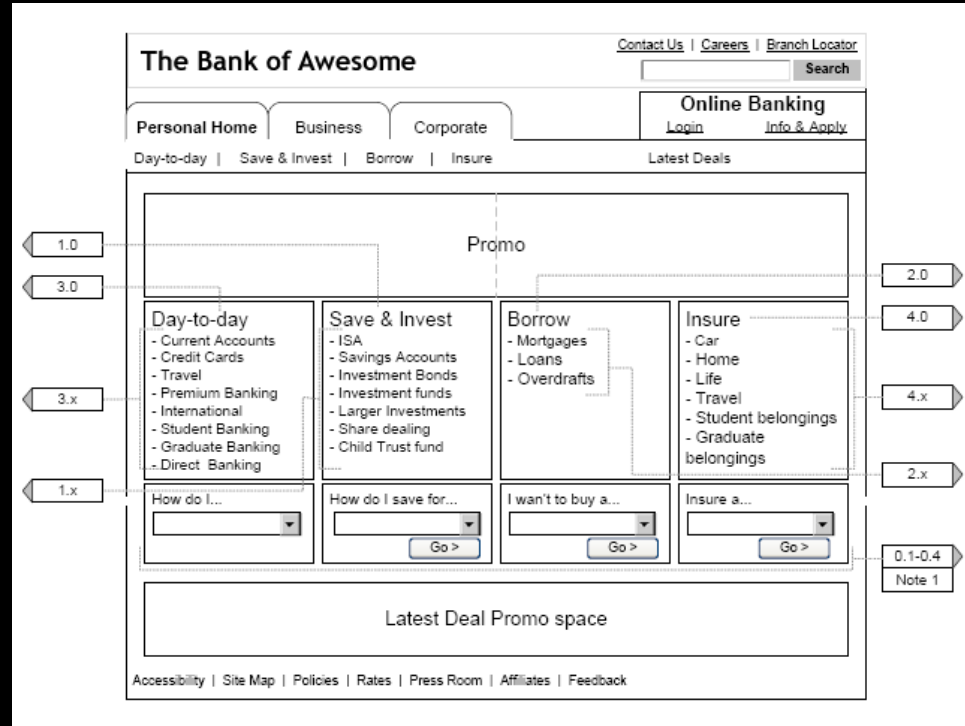 Contact Us | Careers | Branch Locator
The Bank of Awesome
Search
Online Banking
Personal Home
Business
Corporate
Login
Info & Apply
Day-to-day | Save & Invest | Borrow | Insure
Latest Deals
Promo
1.0
3.0
2.0
4.0
Day-to-day
- Current Accounts
- Credit Cards
- Travel
- Premium Banking
- International
- Student Banking
- Graduate Banking
- Direct Banking
Save & Invest
- ISA
- Savings Accounts
- Investment Bonds
- Investment funds
- Larger Investments
- Share dealing
- Child Trust fund
Borrow
- Mortgages
- Loans
- Overdrafts
Insure
- Car
- Home
- Life
- Travel
- Student belongings
- Graduate
belongings
3.x
4.x
1.x
2.x
How do I...
How do I save for...
Go >
I wan't to buy a...
Go >
Insure a...
Go >
0.1-0.4
Note 1
Latest Deal Promo space
Accessibility | Site Map | Policies | Rates | Press Room | Affiliates | Feedback